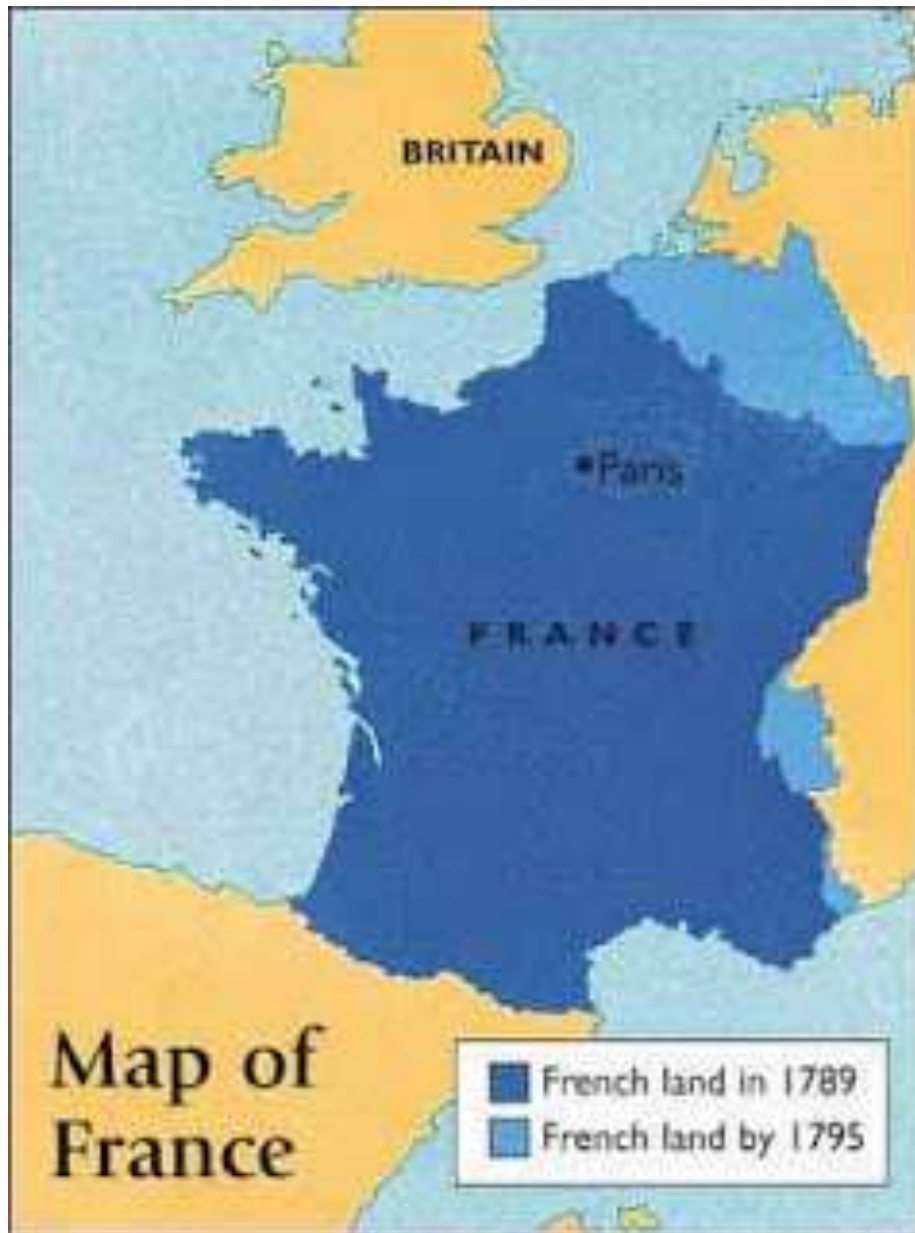 BRITAIN
Paris
FRANCE
Map of
France
French land in 1789
French land by 1795